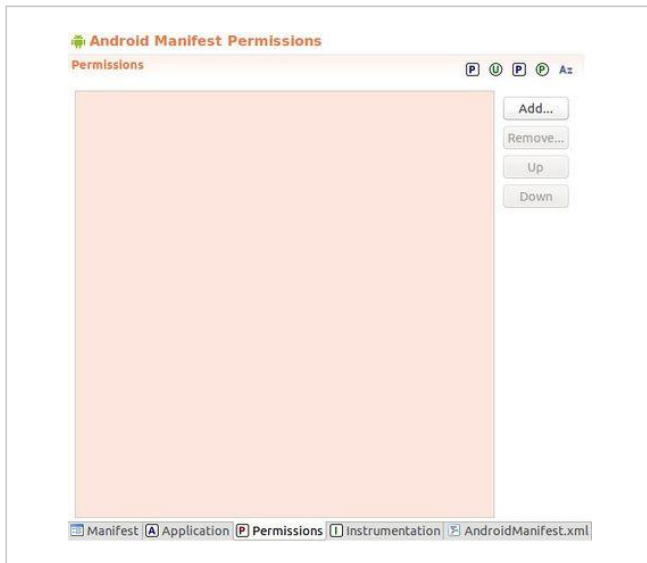 Android Manifest Permissions
Permissions
P U P P Az
Add...
Remove...
Up
Down
Manifest A Application P Permissions I Instrumentation AndroidManifest.xml